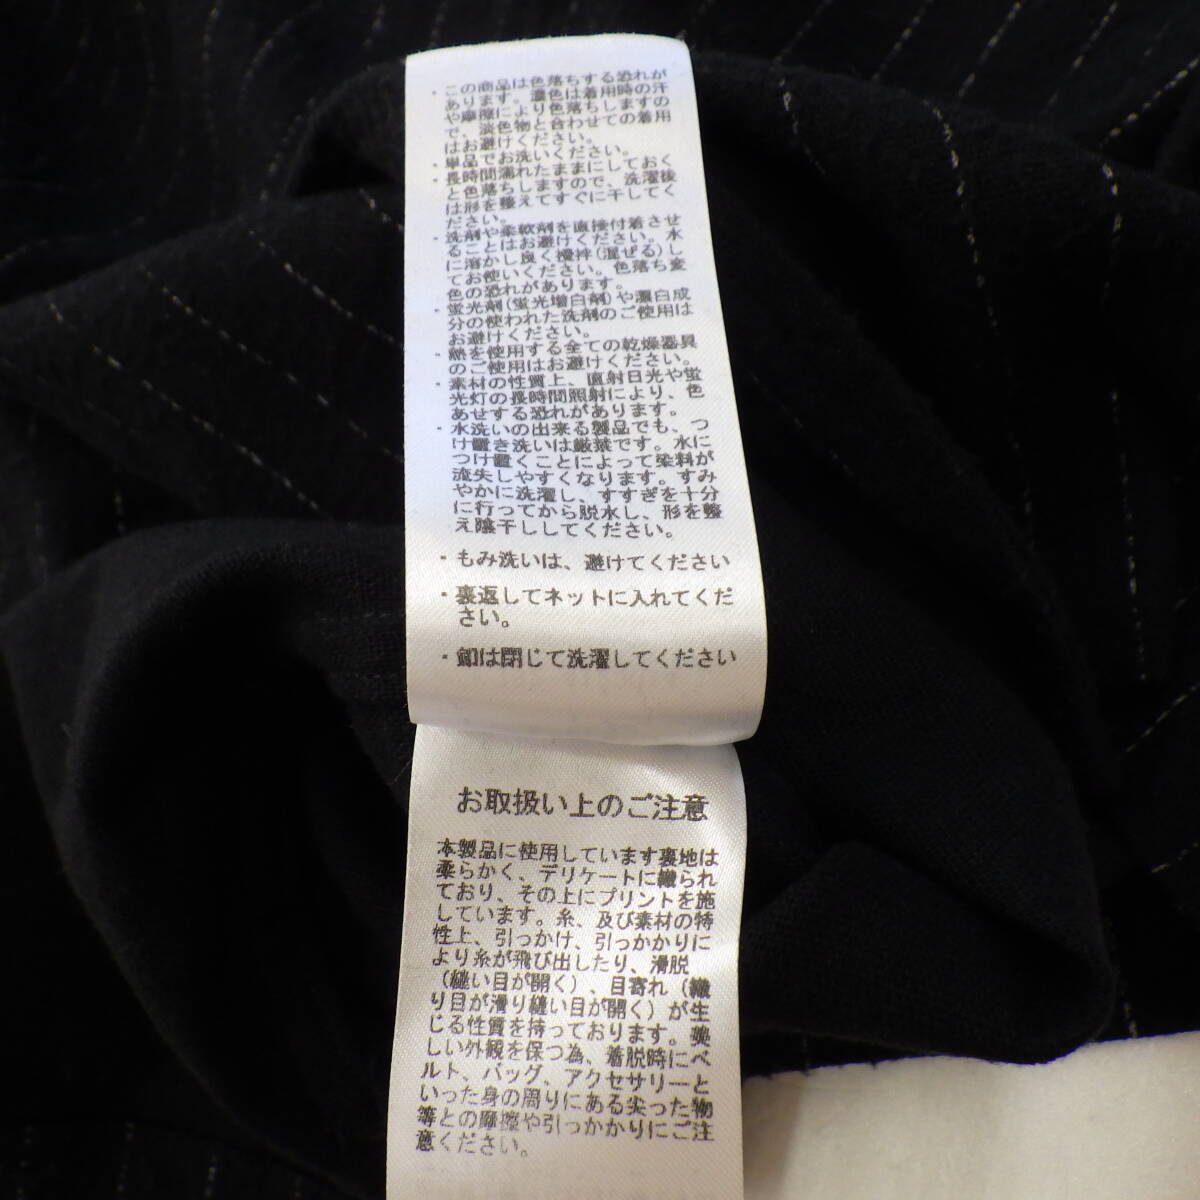 ・この商品は色落ちする恐れが
あります。濃色は着用時の汗
や摩擦により色落ちしますの
で、淡色物と合わせての着用
はお避けください。
・単品でお洗いください。
・長時間濡れたままにしておく
と色落ちしますので、洗濯後
は形を整えてすぐに干してく
ださい。
・洗剤や柔軟剤を直接付着させ
ることはお避けください。水
に溶かし良く攪拌(混ぜる)し
てお使いください。色落ち変
色の恐れがあります。
・蛍光剤(蛍光増白剤)や漂白成
分の使われた洗剤のご使用は
お避けください。
・熱を使用する全ての乾燥器具
のご使用はお避けください。
・素材の性質上、直射日光や蛍
光灯の長時間照射により、色
あせする恐れがあります。
・水洗いの出来る製品でも、つ
け置き洗いは厳禁です。水に
つけ置くことによって染料が
流失しやすくなります。すみ
やかに洗濯し、すすぎを十分
に行ってから脱水し、形を整
え陰干ししてください。
・もみ洗いは、避けてください
・裏返してネットに入れてくだ
さい。
・釦は閉じて洗濯してください
お取扱い上のご注意
本製品に使用しています裏地は
柔らかく、デリケートに織られ
ており、その上にプリントを施
しています。糸、及び素材の特
性上、引っかけ、引っかかりに
より糸が飛び出したり、滑脱
（縫い目が開く）、目寄れ（織
り目が滑り縫い目が開く）が生
じる性質を持っております。美
しい外観を保つ為、着脱時にベ
ルト、バッグ、アクセサリーと
いった身の周りにある尖った物
等との摩擦や引っかかりにご注
意ください。